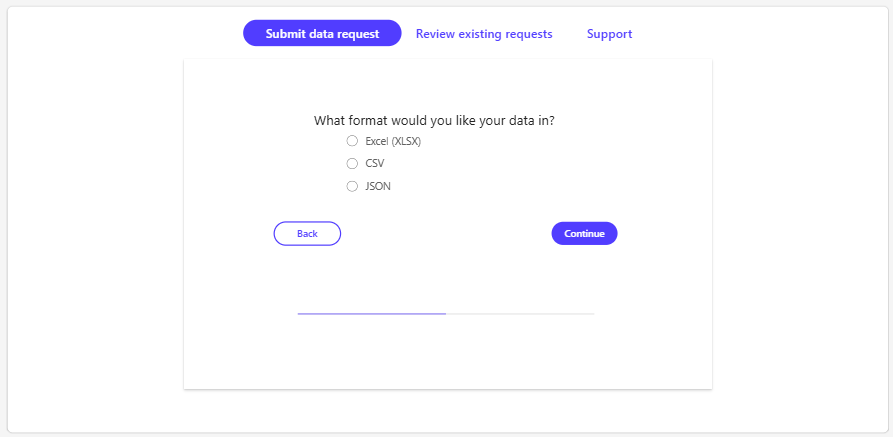 Submit data request Review existing requests Support
What format would you like your data in?
Excel (XLSX)
CSV
JSON
Back Continue